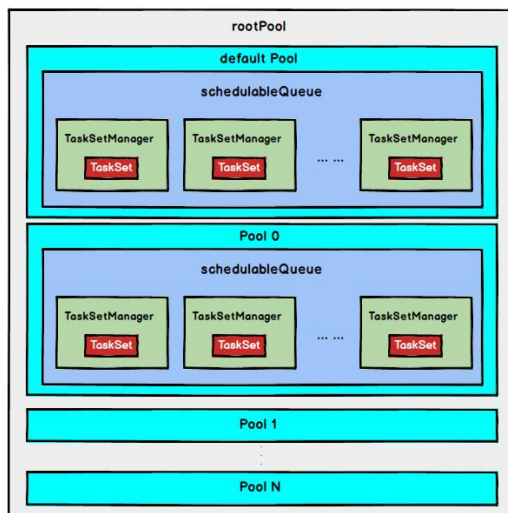 rootPool
default Pool
schedulableQueue
TaskSetManager TaskSetManager TaskSetManager
TaskSet TaskSet ... ... TaskSet
Pool 0
schedulableQueue
TaskSetManager TaskSetManager TaskSetManager
TaskSet TaskSet ... ... TaskSet
Pool 1
Pool N